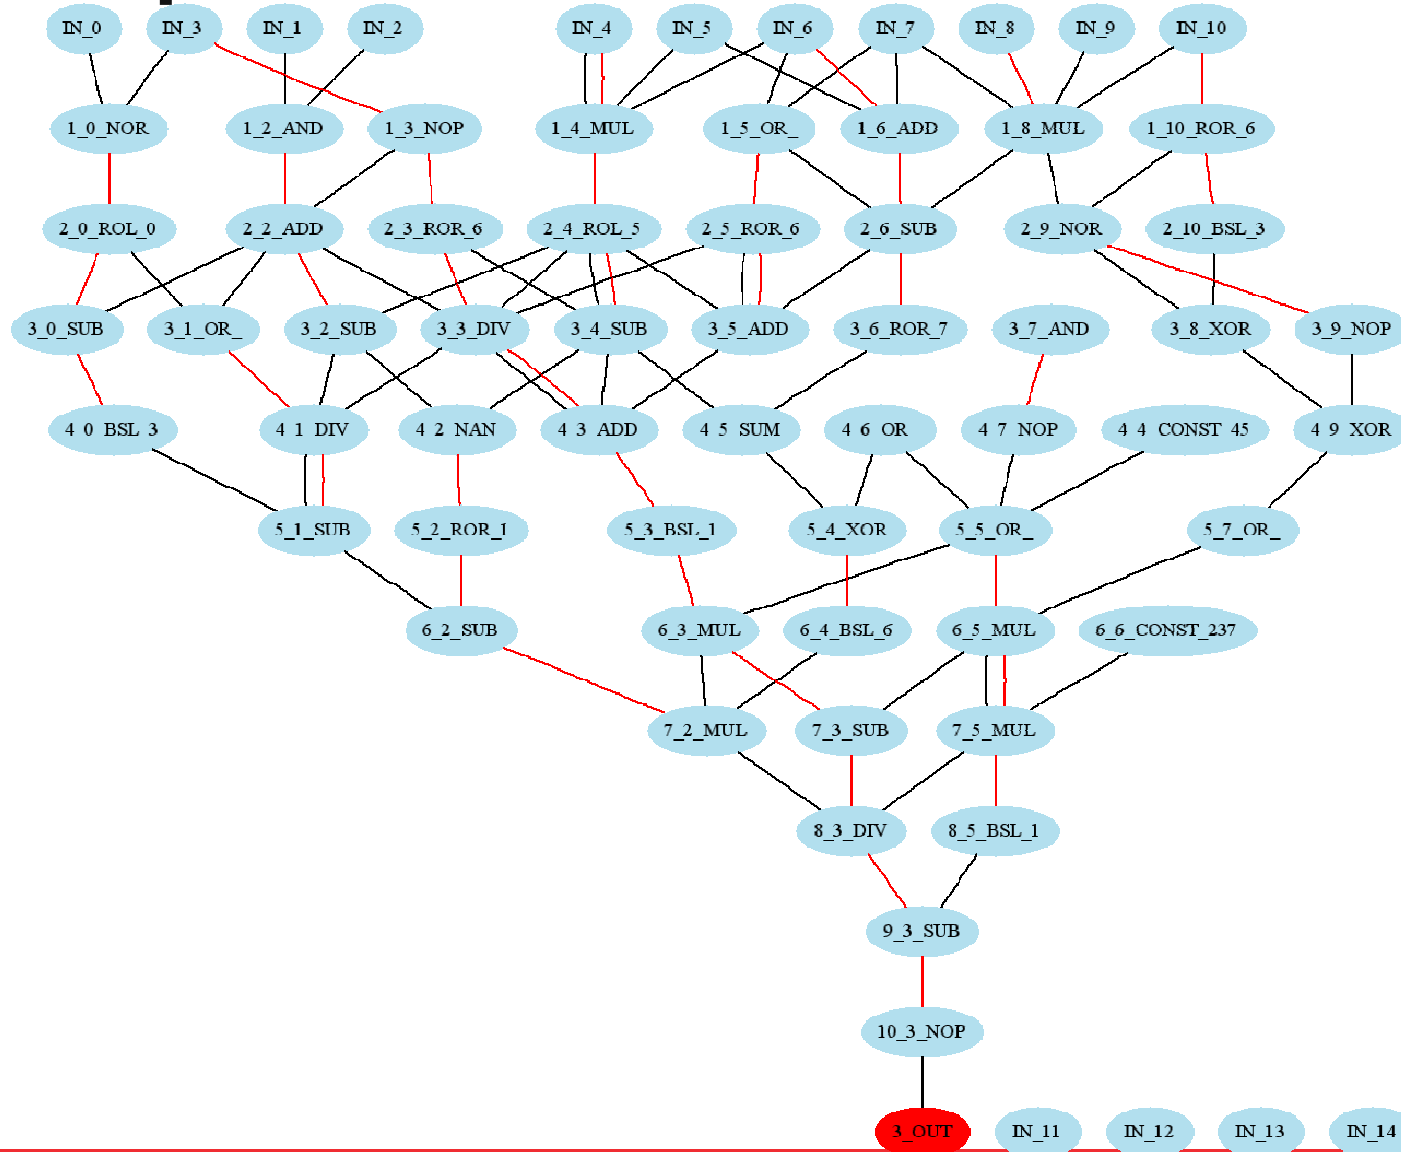 IN_0 IN_3 IN_1 IN_2 IN_4 IN_5 IN_6 IN_7 IN_8 IN_9 IN_10
1_0_NOR 1_2_AND 1_3_NOP 1_4_MUL 1_5_OR_ 1_6_ADD 1_8_MUL 1_10_ROR_6
2_0_ROL_0 2_2_ADD 2_3_ROR_6 2_4_ROL_5 2_5_ROR_6 2_6_SUB 2_9_NOR 2_10_BSL_3
3_0_SUB 3_1_OR_ 3_2_SUB 3_3_DIV 3_4_SUB 3_5_ADD 3_6_ROR_7 3_7_AND 3_8_XOR 3_9_NOP
4_0_BSL_3 4_1_DIV 4_2_NAN 4_3_ADD 4_5_SUM 4_6_OR_ 4_7_NOP 4_4_CONST_45 4_9_XOR
5_1_SUB 5_2_ROR_1 5_3_BSL_1 5_4_XOR 5_5_OR_ 5_7_OR_
6_2_SUB 6_3_MUL 6_4_BSL_6 6_5_MUL 6_6_CONST_237
7_2_MUL 7_3_SUB 7_5_MUL
8_3_DIV 8_5_BSL_1
9_3_SUB
10_3_NOP
3_OUT IN_11 IN_12 IN_13 IN_14